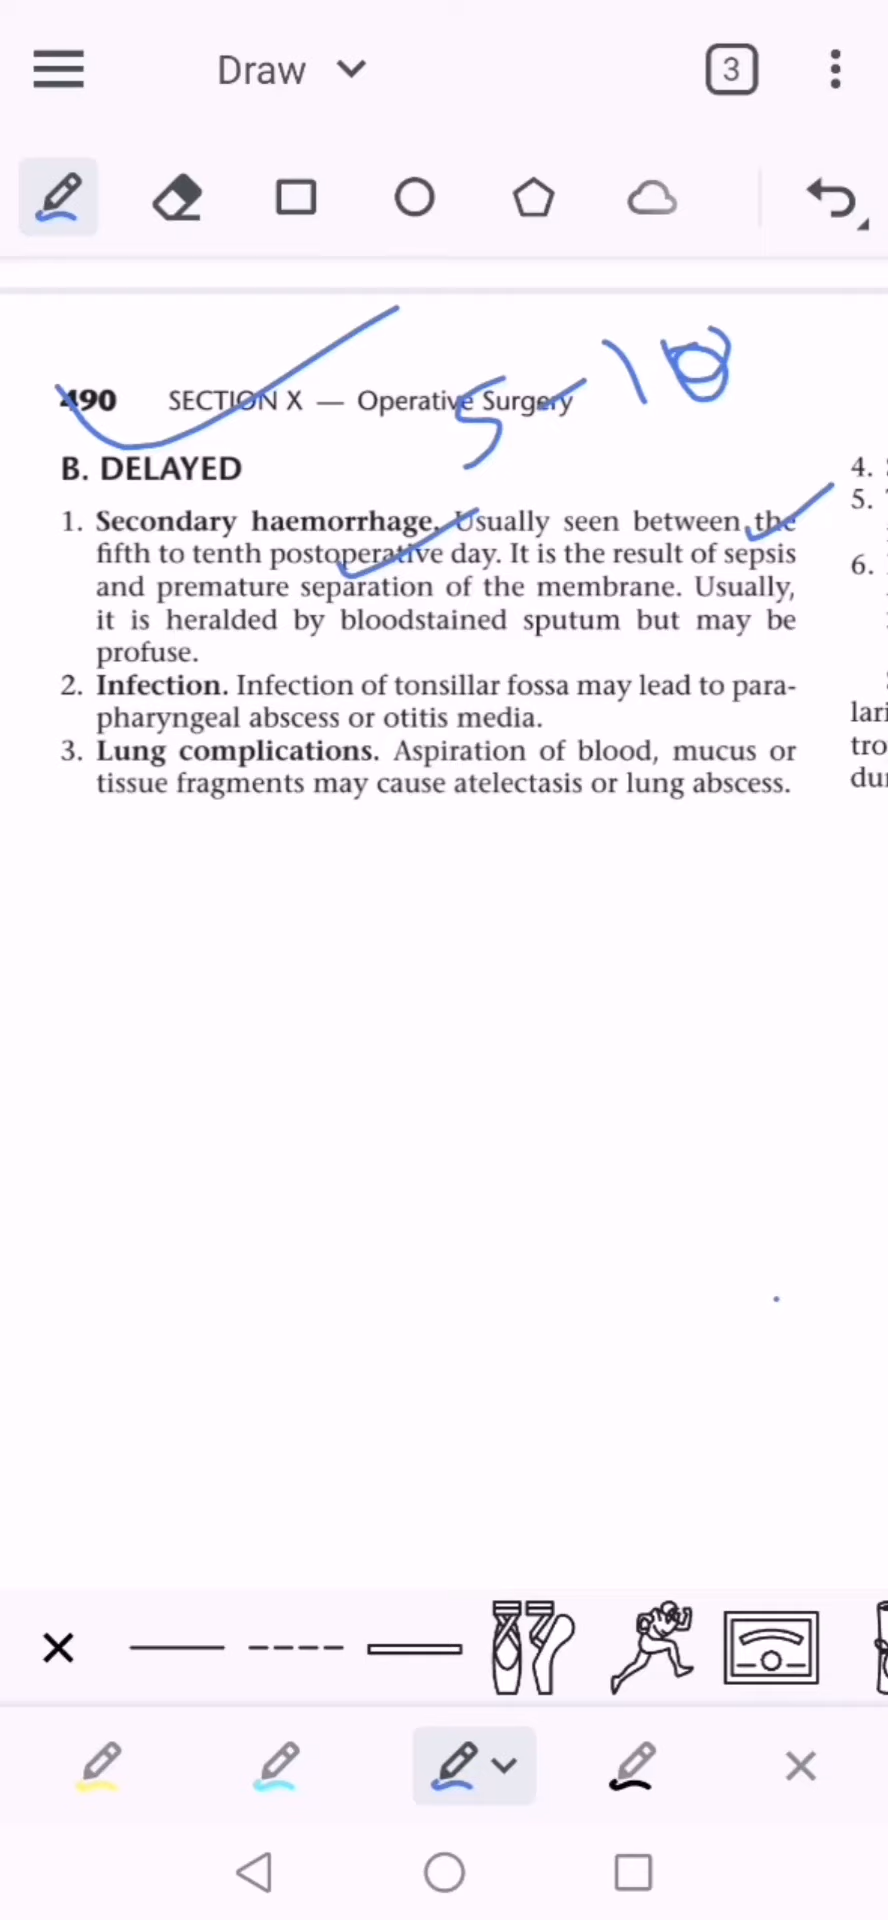 Draw
3
490 SECTION X — Operative Surgery
5-10
B. DELAYED
1. Secondary haemorrhage. Usually seen between the
fifth to tenth postoperative day. It is the result of sepsis
and premature separation of the membrane. Usually,
it is heralded by bloodstained sputum but may be
profuse.
2. Infection. Infection of tonsillar fossa may lead to para-
pharyngeal abscess or otitis media.
3. Lung complications. Aspiration of blood, mucus or
tissue fragments may cause atelectasis or lung abscess.
4.
5.
6.
lari
tro